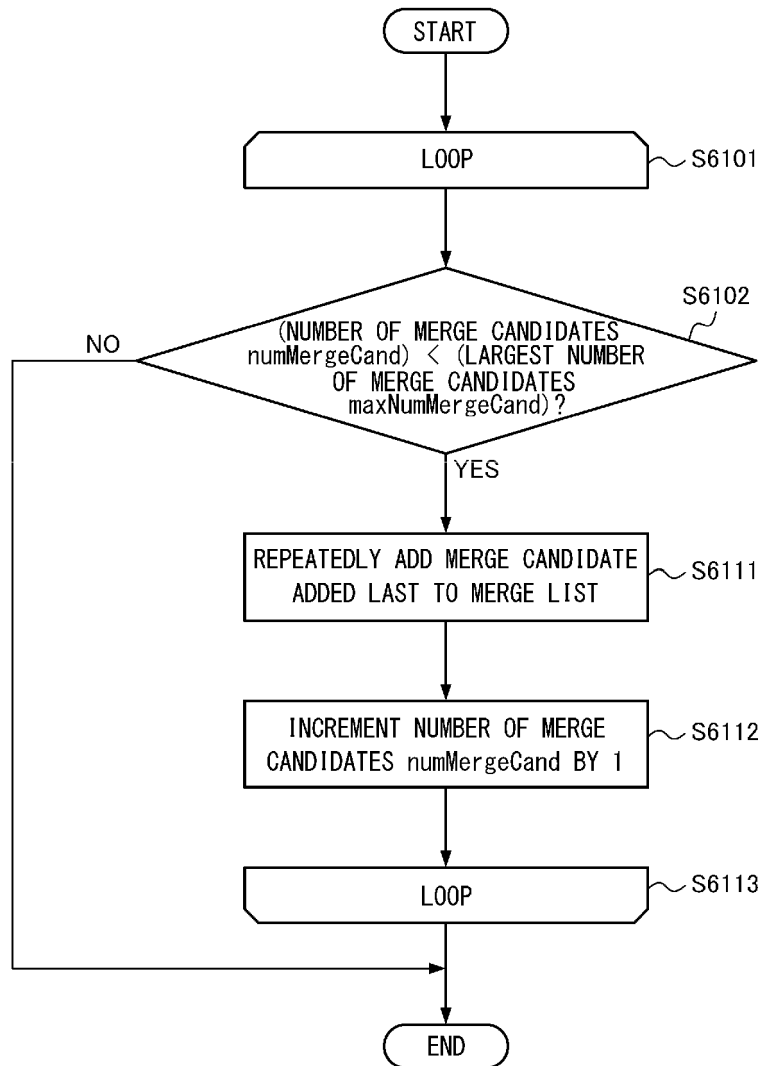 START
LOOP
S6101
S6102
(NUMBER OF MERGE CANDIDATES
numMergeCand) < (LARGEST NUMBER
OF MERGE CANDIDATES
maxNumMergeCand)?
NO
YES
REPEATEDLY ADD MERGE CANDIDATE
ADDED LAST TO MERGE LIST
S6111
INCREMENT NUMBER OF MERGE
CANDIDATES numMergeCand BY 1
S6112
LOOP
S6113
END